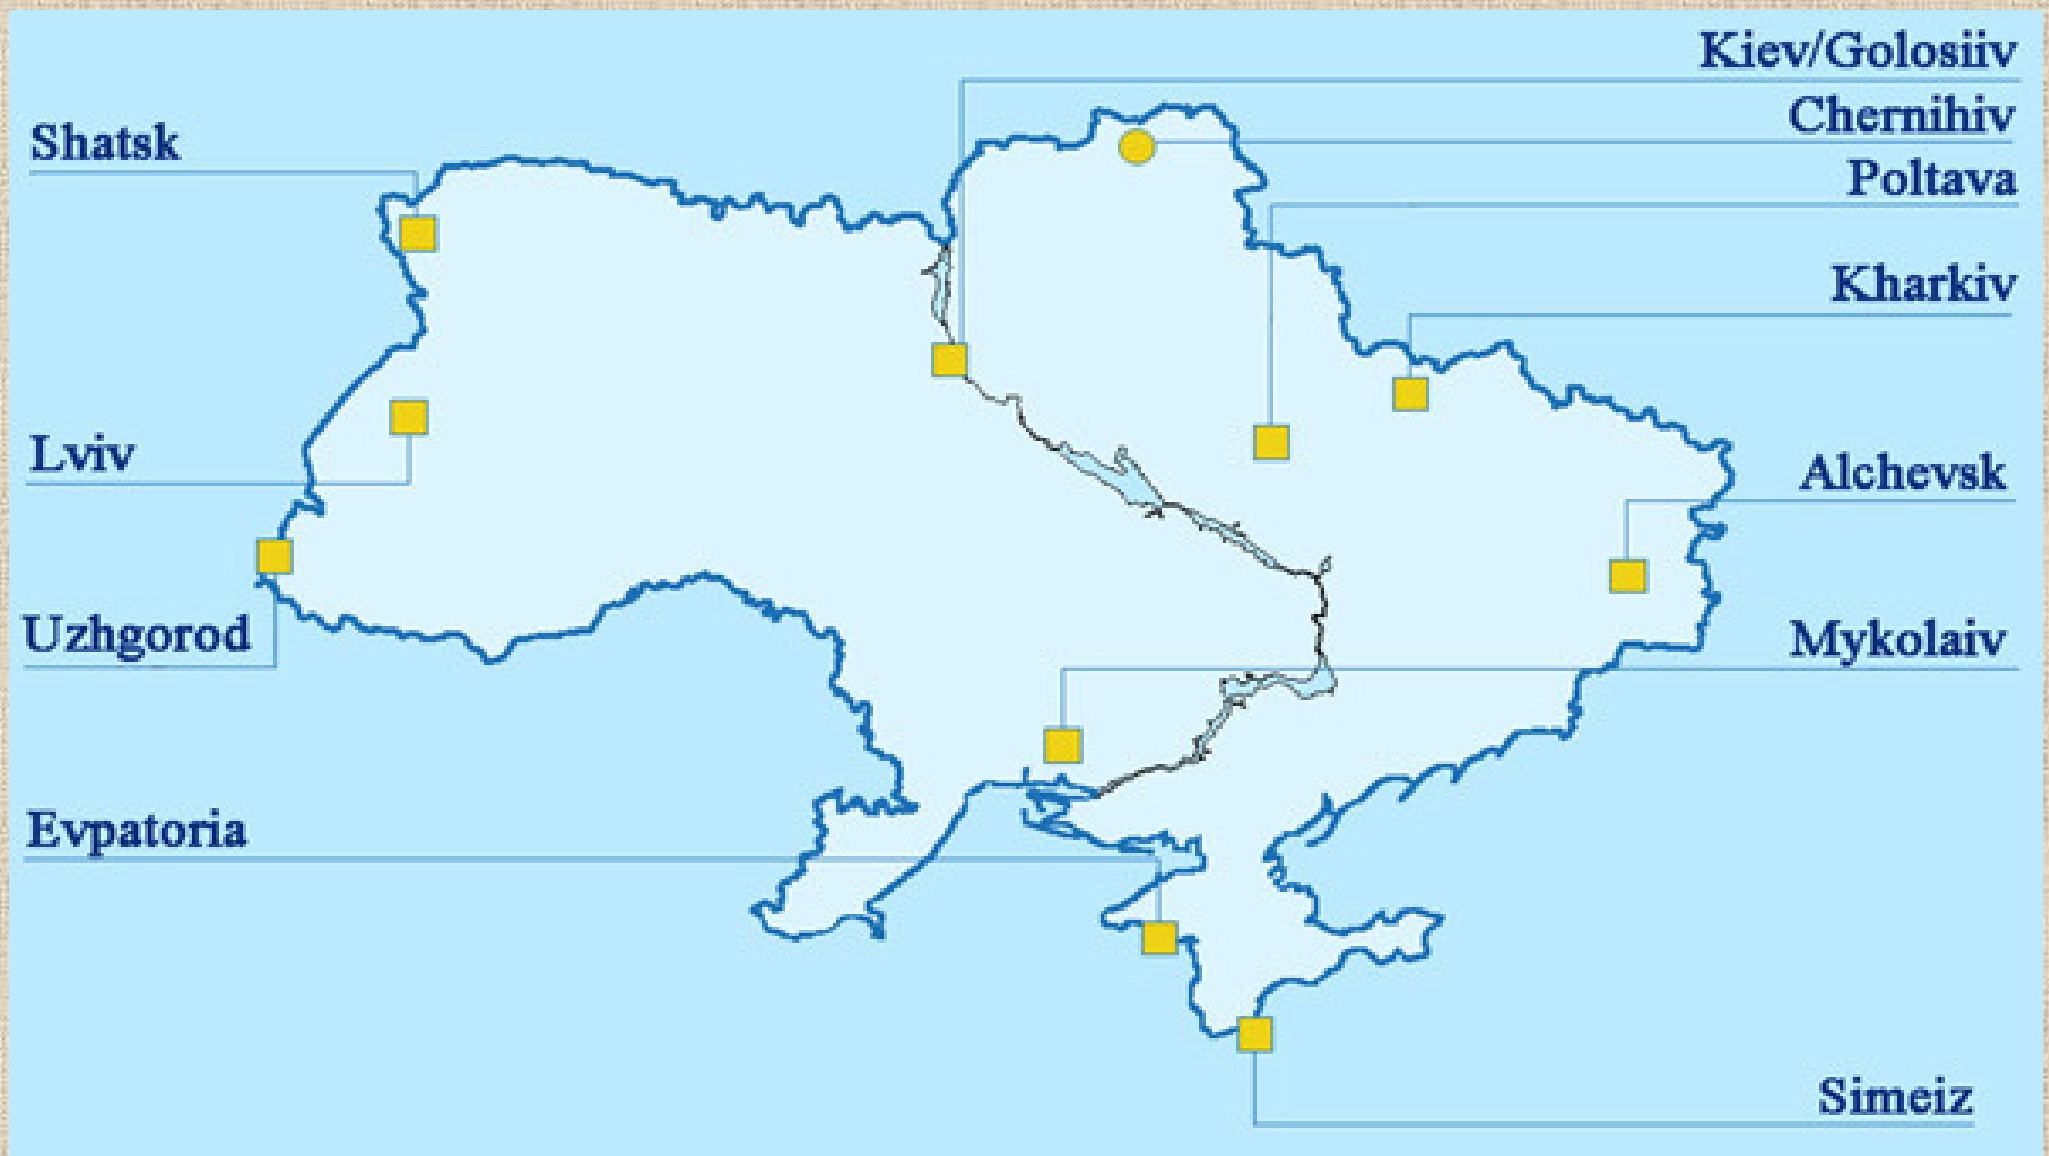 Kiev/Golosiiv
Chernihiv
Shatsk
Poltava
Kharkiv
Lviv
Alchevsk
Uzhgorod
Mykolaiv
Evpatoria
Simeiz